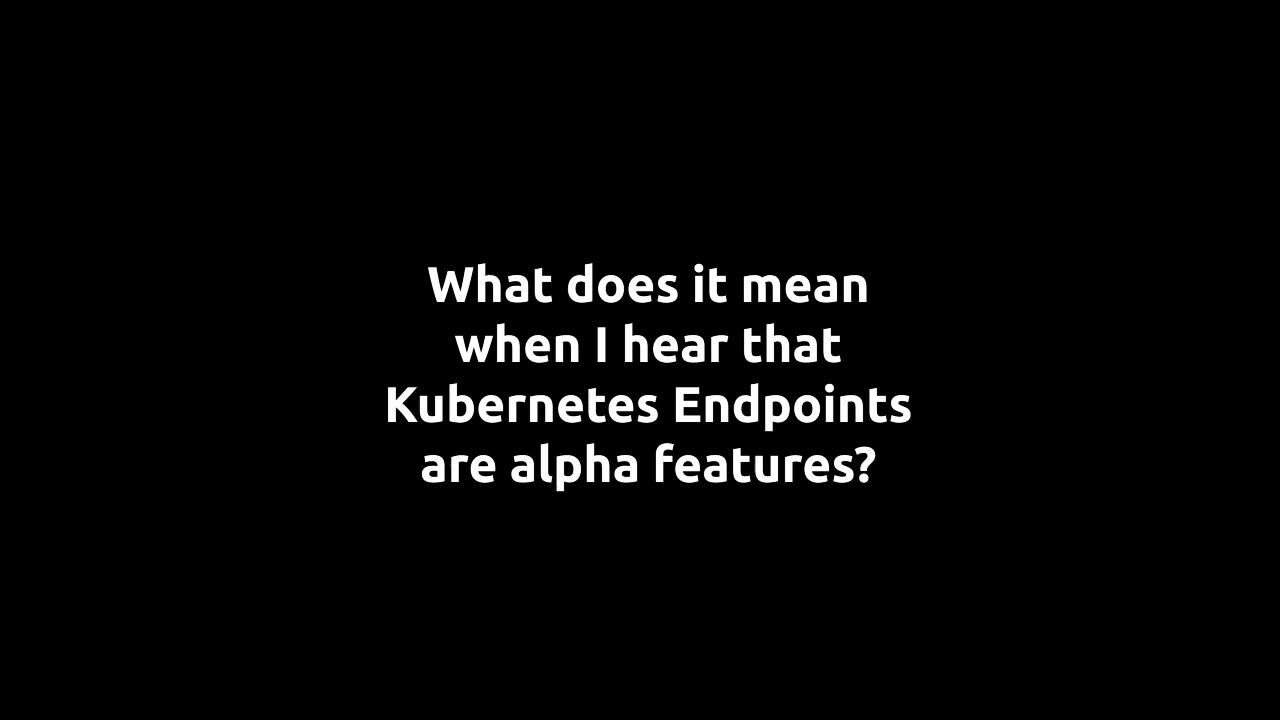 What does it mean
when I hear that
Kubernetes Endpoints
are alpha features?